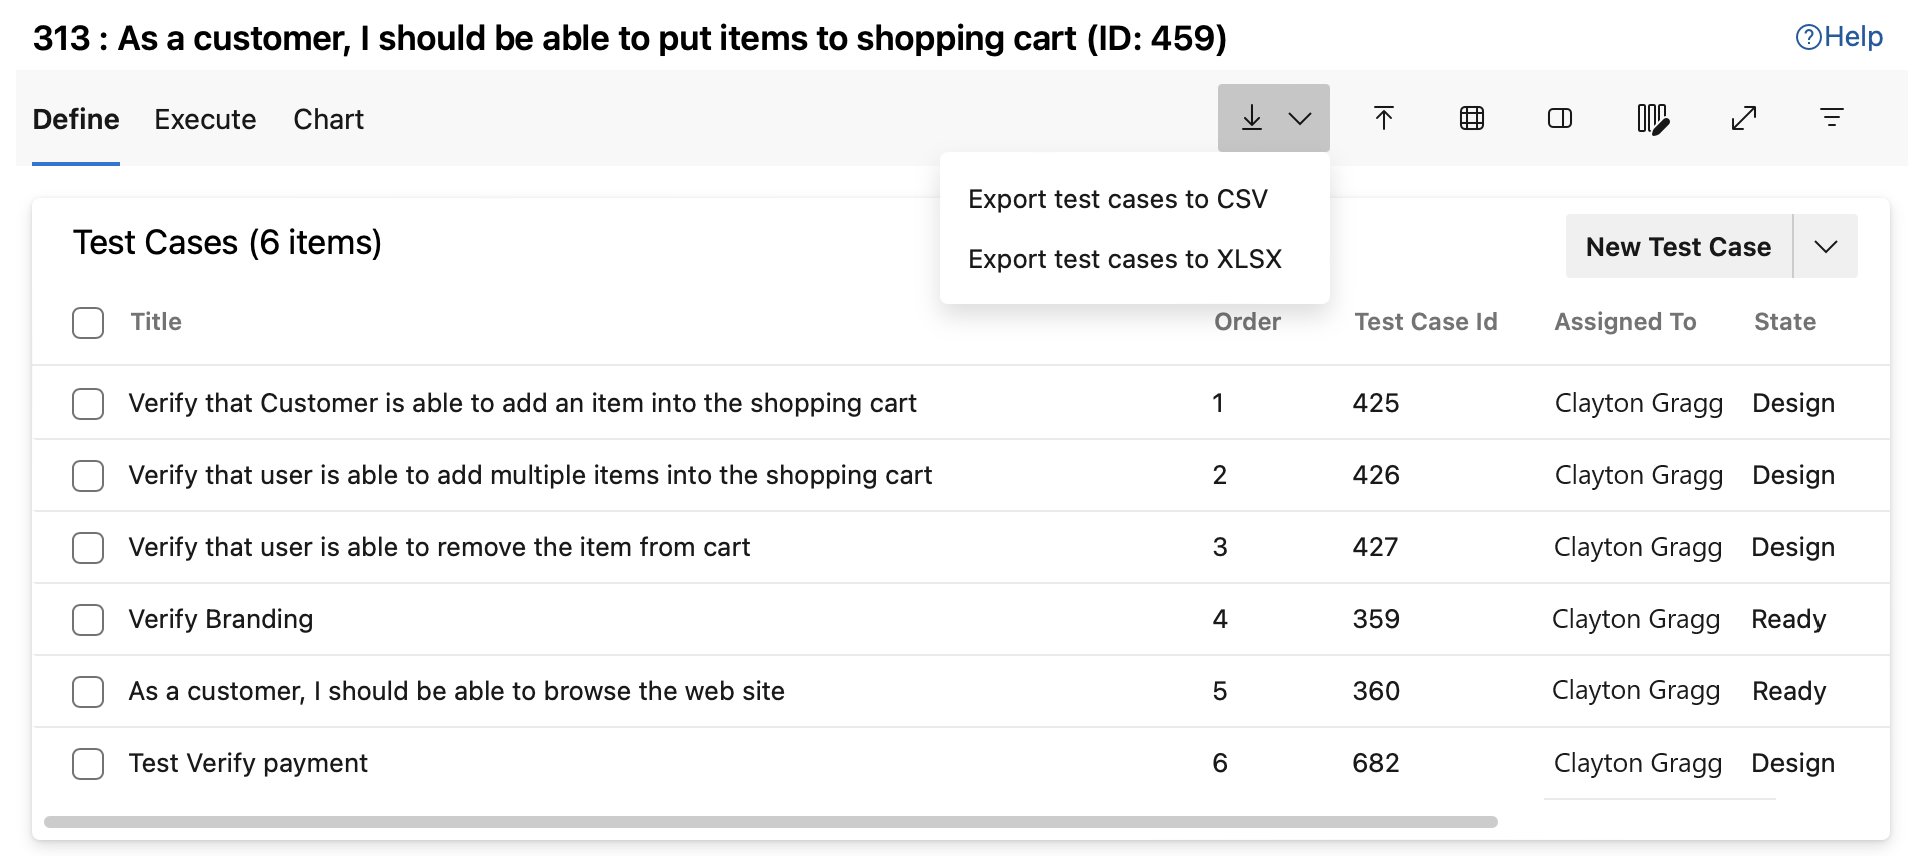 313 : As a customer, I should be able to put items to shopping cart (ID: 459)
Help
Define Execute Chart
Export test cases to CSV
Export test cases to XLSX
Test Cases (6 items)
New Test Case
Title Order Test Case Id Assigned To State
Verify that Customer is able to add an item into the shopping cart 1 425 Clayton Gragg Design
Verify that user is able to add multiple items into the shopping cart 2 426 Clayton Gragg Design
Verify that user is able to remove the item from cart 3 427 Clayton Gragg Design
Verify Branding 4 359 Clayton Gragg Ready
As a customer, I should be able to browse the web site 5 360 Clayton Gragg Ready
Test Verify payment 6 682 Clayton Gragg Design